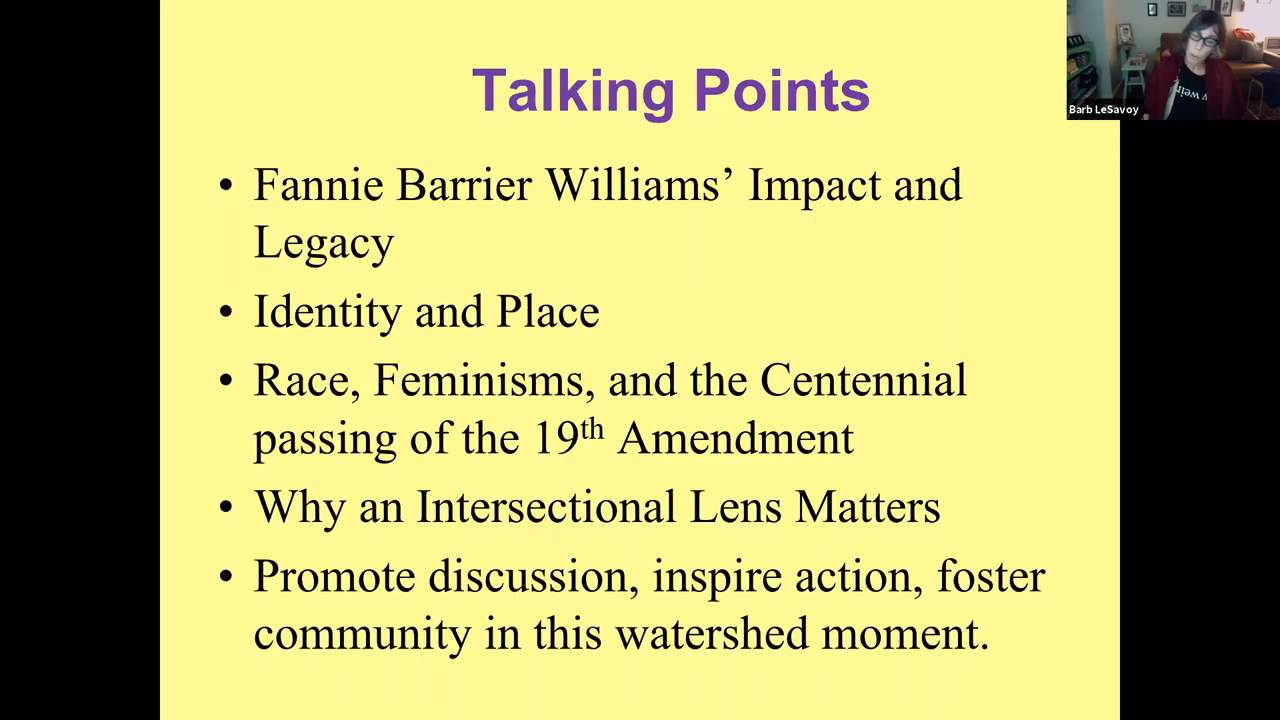 Talking Points
• Fannie Barrier Williams’ Impact and
Legacy
• Identity and Place
• Race, Feminisms, and the Centennial
passing of the 19th Amendment
• Why an Intersectional Lens Matters
• Promote discussion, inspire action, foster
community in this watershed moment.
Barb LeSavoy